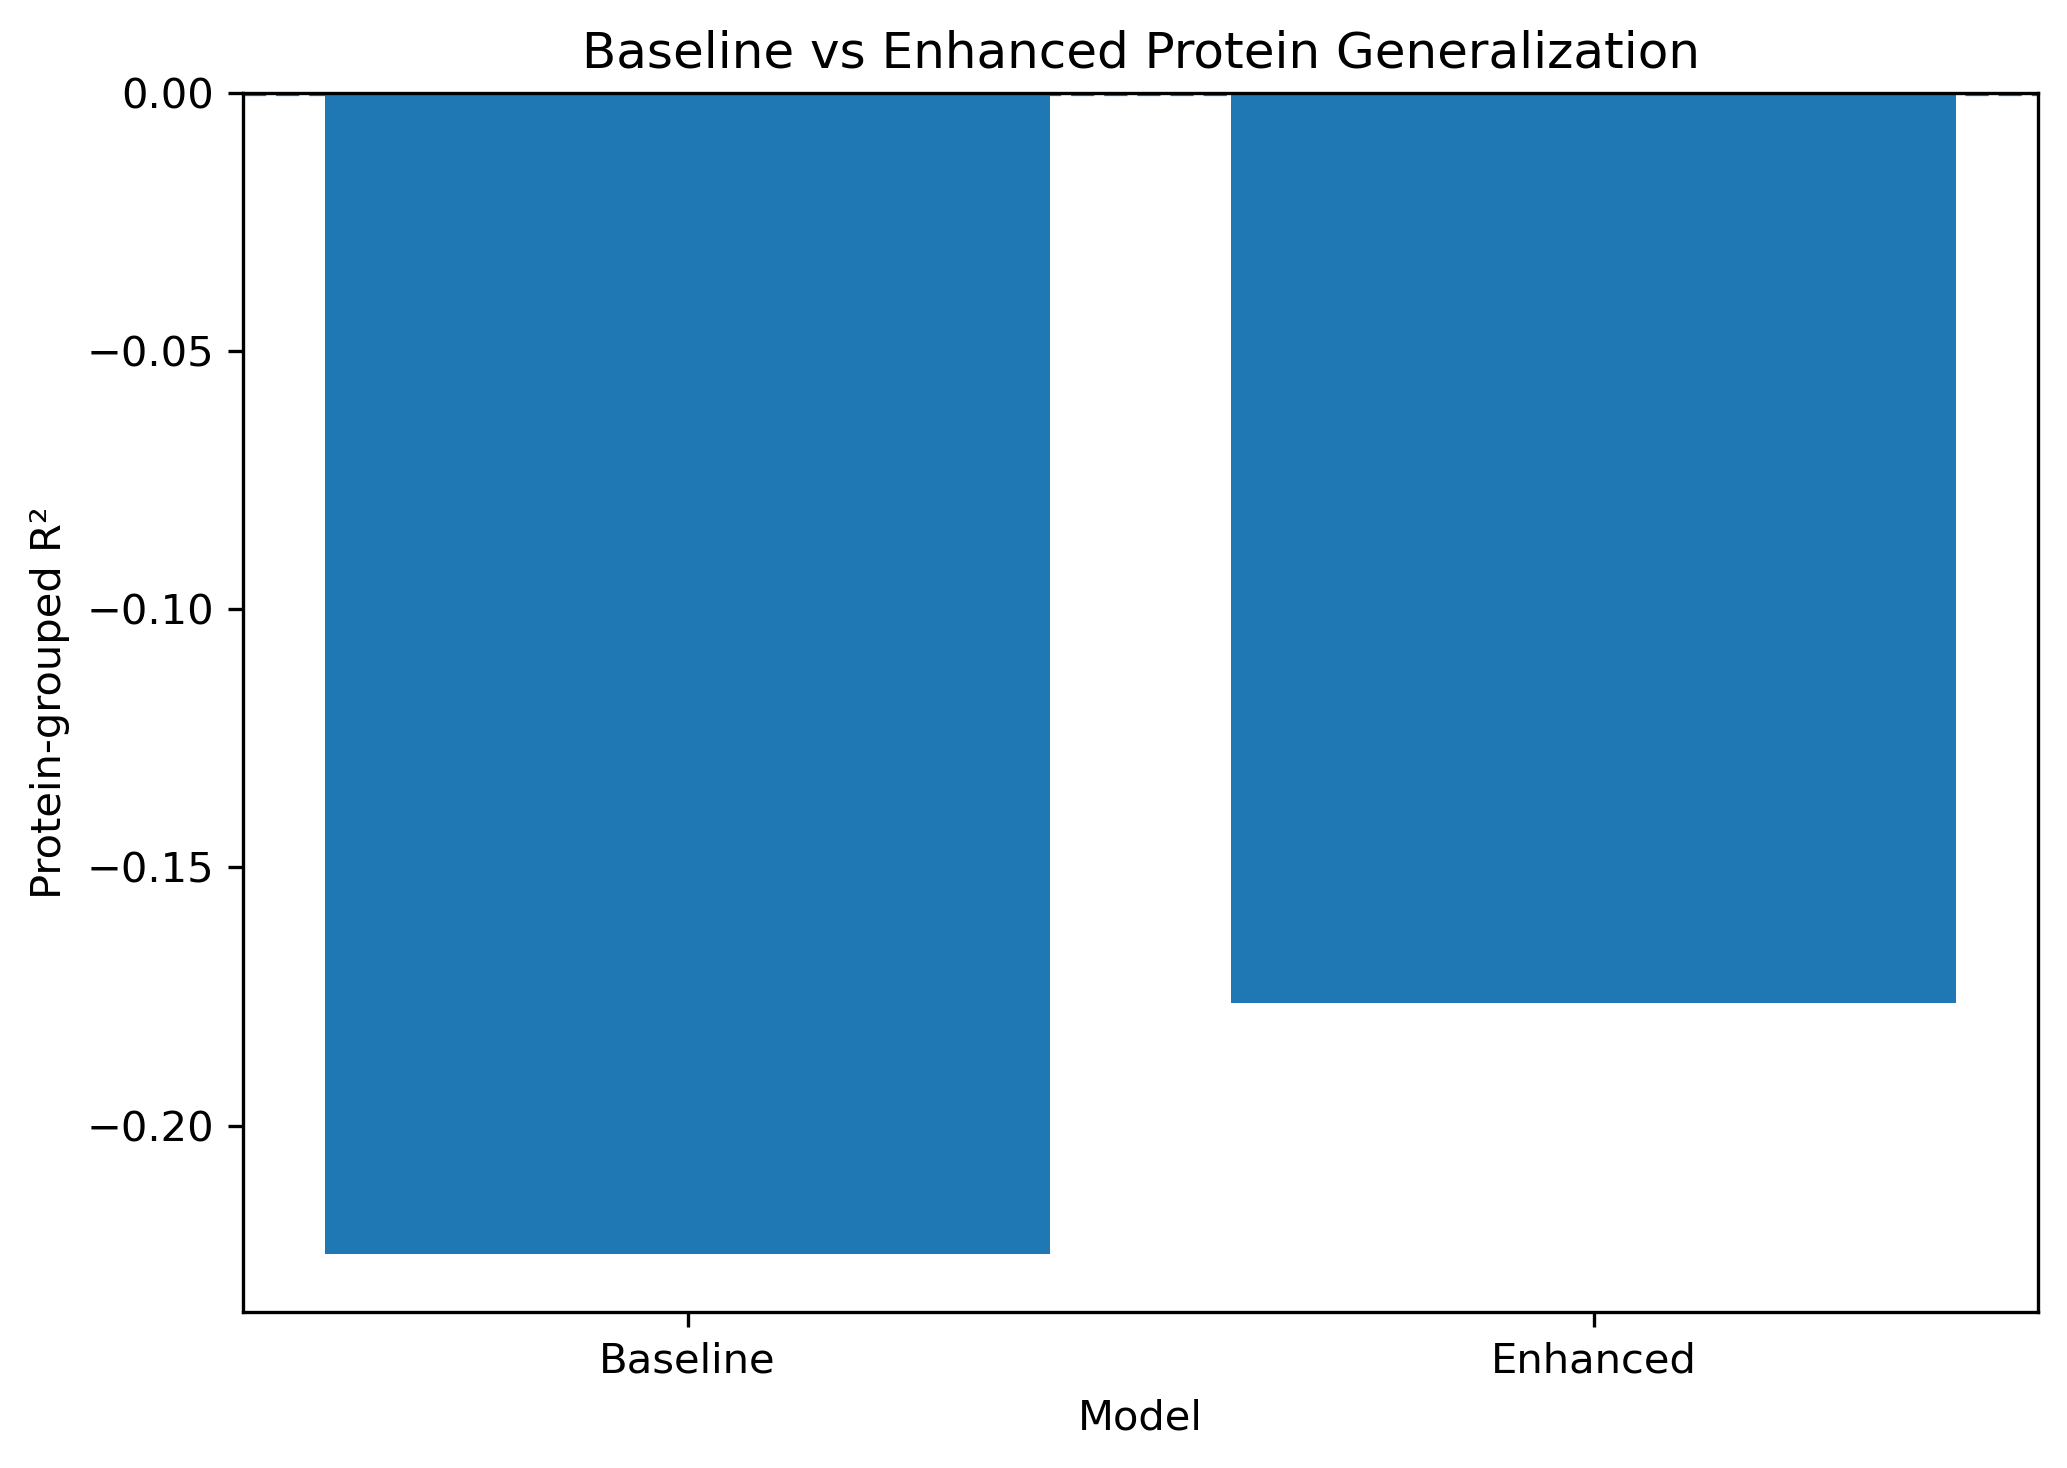 Baseline vs Enhanced Protein Generalization
0.00
−0.05
−0.10
−0.15
−0.20
Protein-grouped R²
Baseline
Enhanced
Model